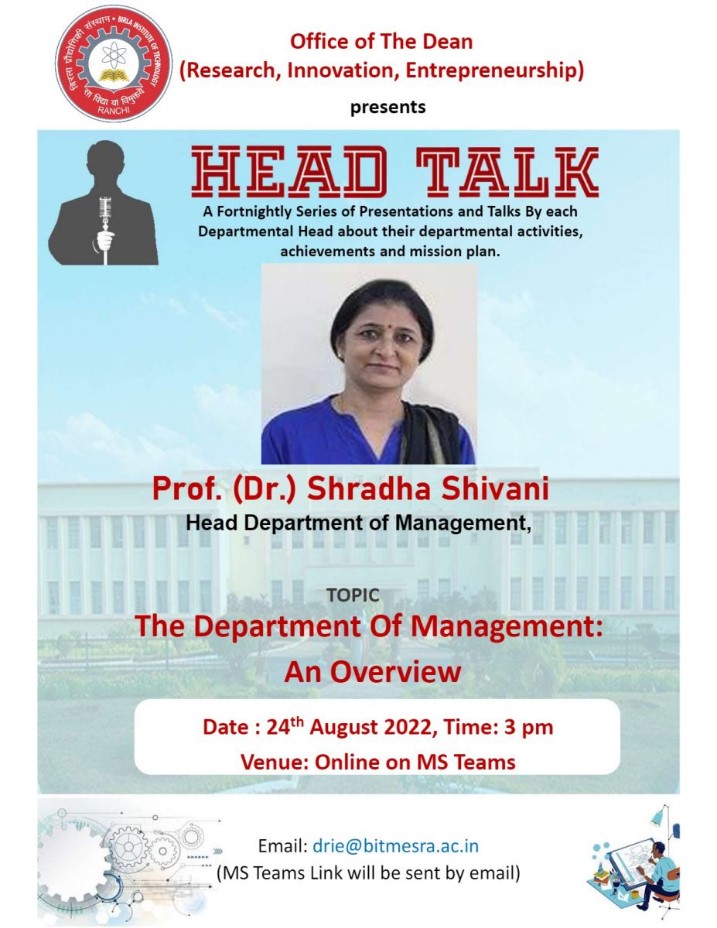 बिरला प्रौद्योगिकी संस्थान • BIRLA INSTITUTE OF TECHNOLOGY
सा विद्या या विमुक्तये
RANCHI
Office of The Dean
(Research, Innovation, Entrepreneurship)
presents
HEAD TALK
A Fortnightly Series of Presentations and Talks By each
Departmental Head about their departmental activities,
achievements and mission plan.
Prof. (Dr.) Shradha Shivani
Head Department of Management,
TOPIC
The Department Of Management:
An Overview
Date : 24th August 2022, Time: 3 pm
Venue: Online on MS Teams
Email: drie@bitmesra.ac.in
(MS Teams Link will be sent by email)